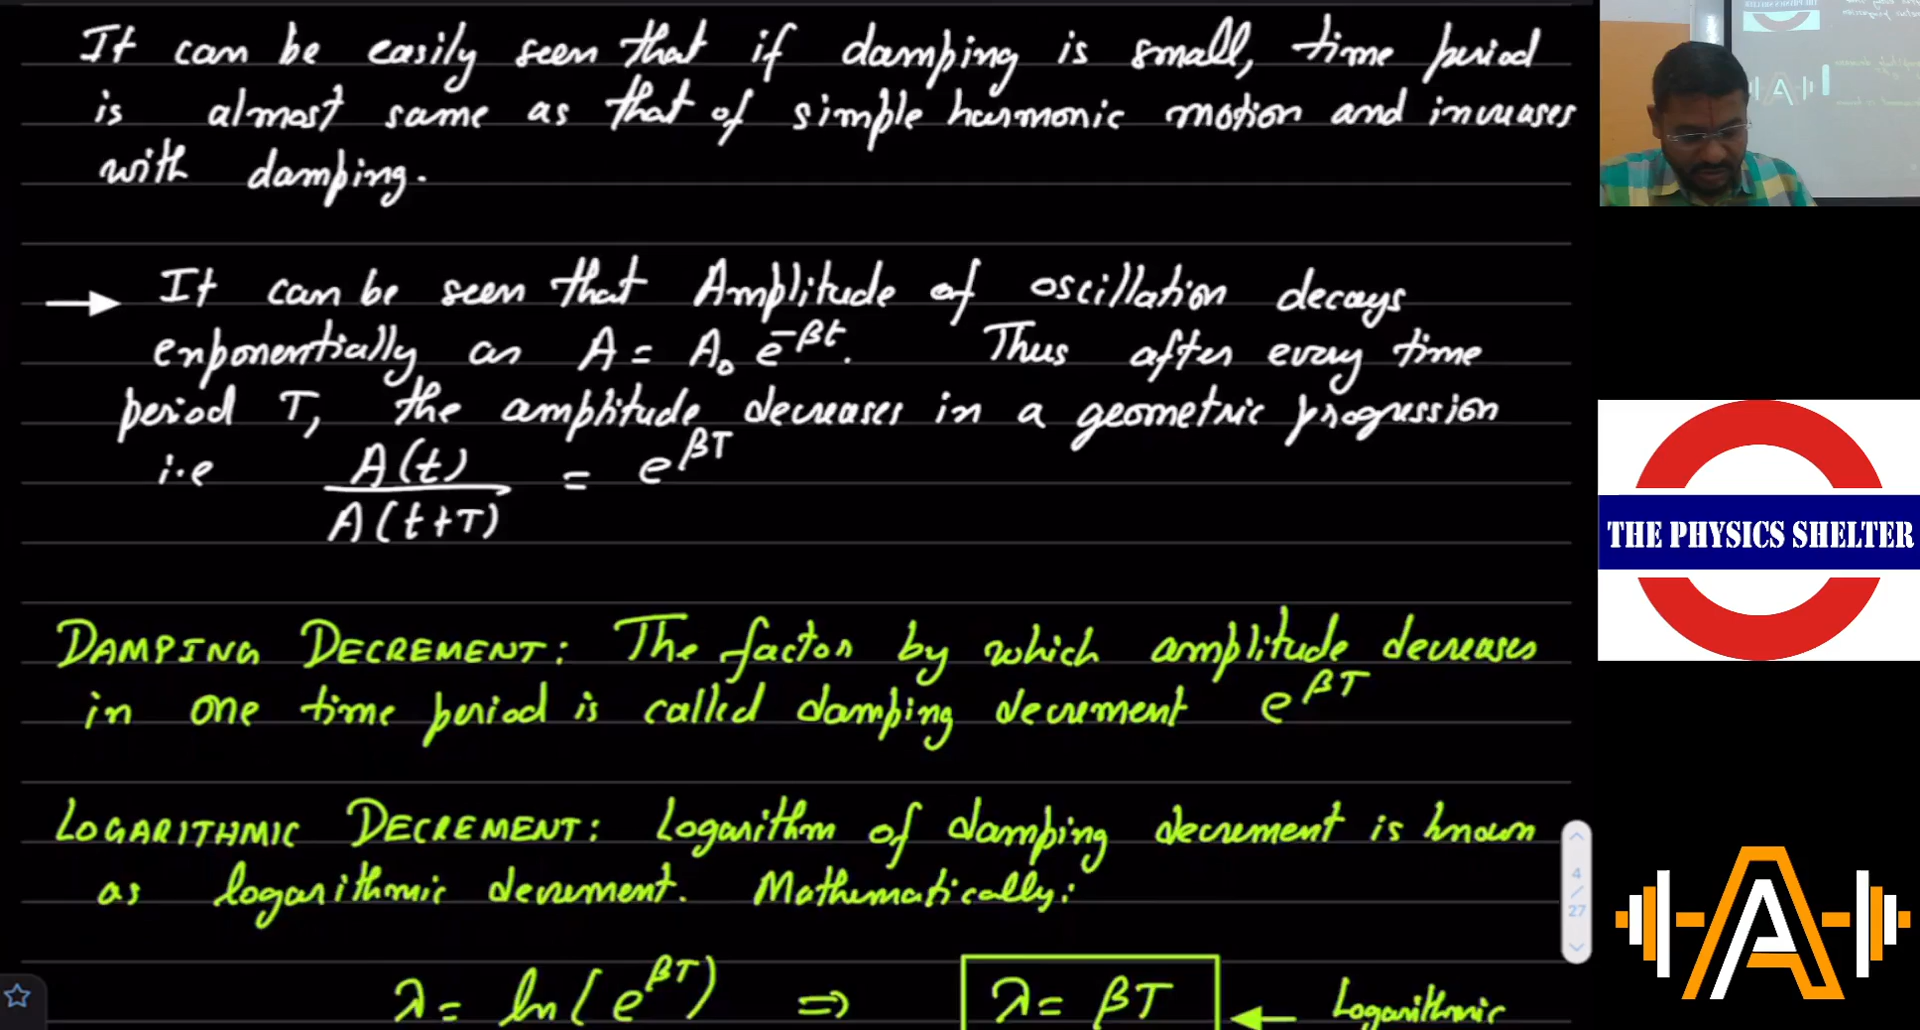 It can be easily seen that if damping is small, time period
is almost same as that of simple harmonic motion and increases
with damping.
→ It can be seen that Amplitude of oscillation decays
exponentially as A = A₀ e^-βt. Thus after every time
period T, the amplitude decreases in a geometric progression
i.e A(t) / A(t+T) = e^βT
DAMPING DECREMENT: The factor by which amplitude decreases
in one time period is called damping decrement e^βT
LOGARITHMIC DECREMENT: Logarithm of damping decrement is known
as logarithmic decrement. Mathematically:
λ = ln(e^βT) ⇒ λ = βT ← Logarithmic
THE PHYSICS SHELTER
4
/
27
A